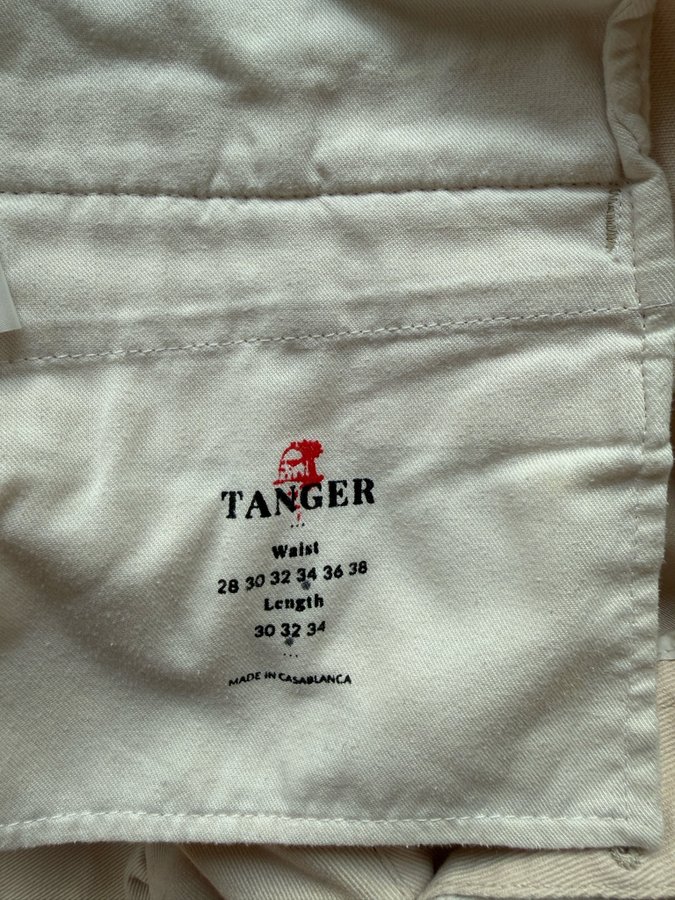 TANGER
...
Waist
28 30 32 34 36 38
Length
30 32 34
...
MADE IN CASABLANCA